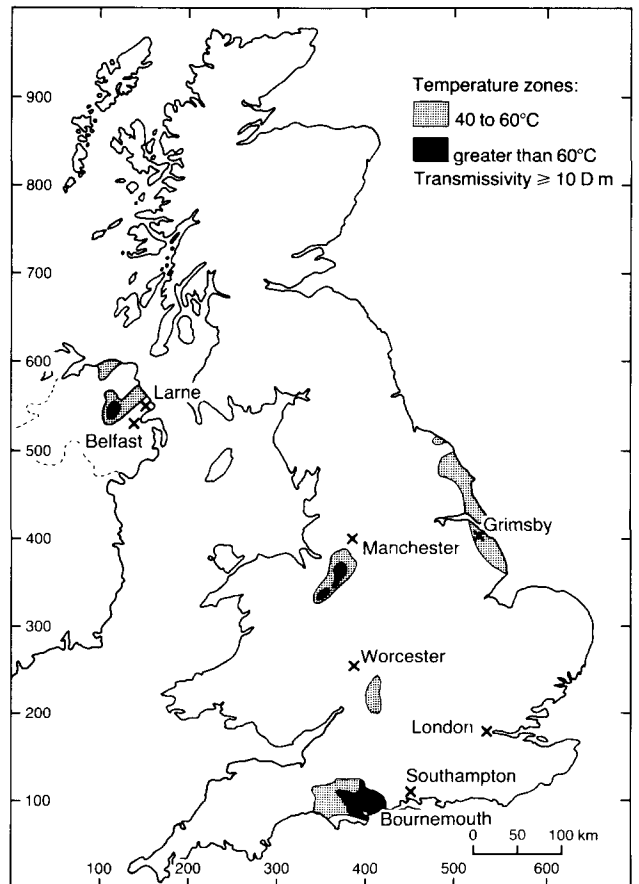 Temperature zones:
40 to 60°C
greater than 60°C
Transmissivity ⩾ 10 D m
900
800
700
600
500
400
300
200
100
Larne
Belfast
Grimsby
Manchester
Worcester
London
Southampton
Bournemouth
0 50 100 km
100 200 300 400 500 600